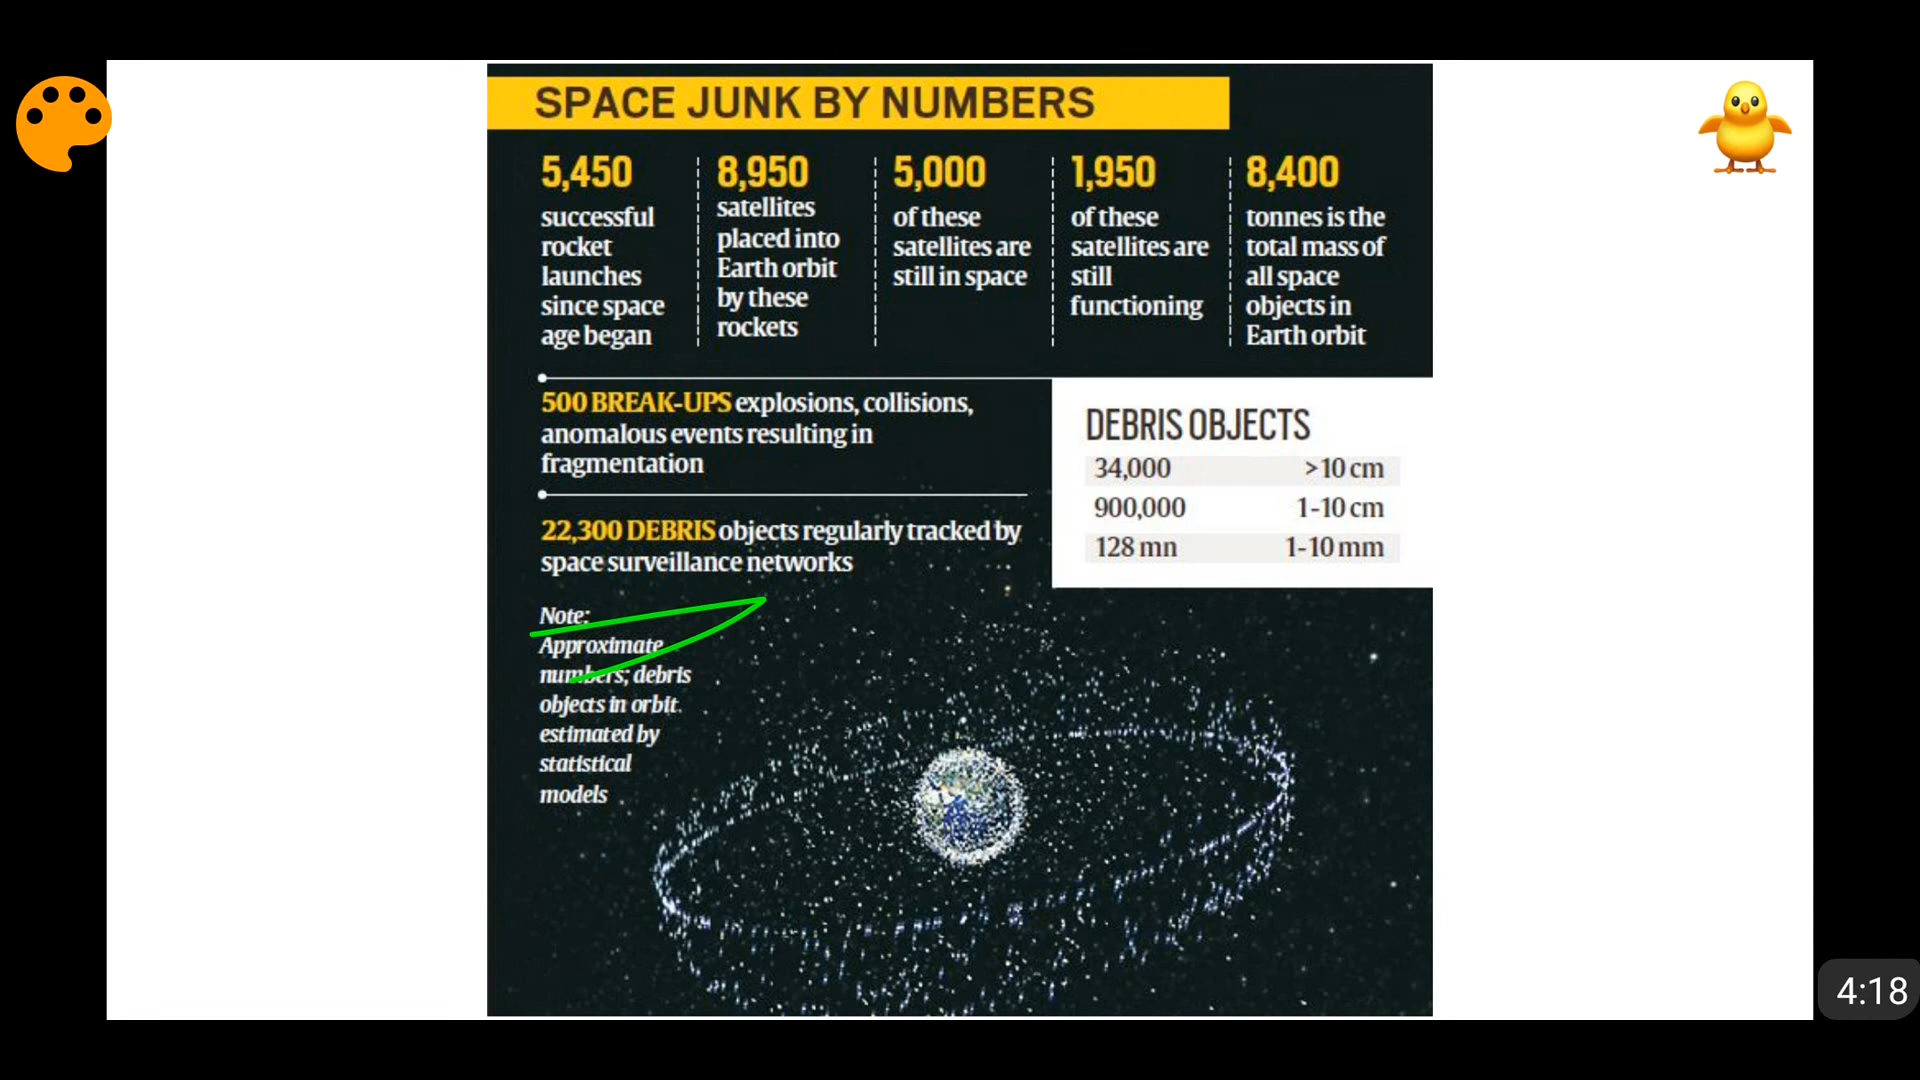 SPACE JUNK BY NUMBERS
5,450
successful
rocket
launches
since space
age began
8,950
satellites
placed into
Earth orbit
by these
rockets
5,000
of these
satellites are
still in space
1,950
of these
satellites are
still
functioning
8,400
tonnes is the
total mass of
all space
objects in
Earth orbit
500 BREAK-UPS explosions, collisions,
anomalous events resulting in
fragmentation
22,300 DEBRIS objects regularly tracked by
space surveillance networks
DEBRIS OBJECTS
34,000 >10 cm
900,000 1-10 cm
128 mn 1-10 mm
Note:
Approximate
numbers; debris
objects in orbit
estimated by
statistical
models
4:18